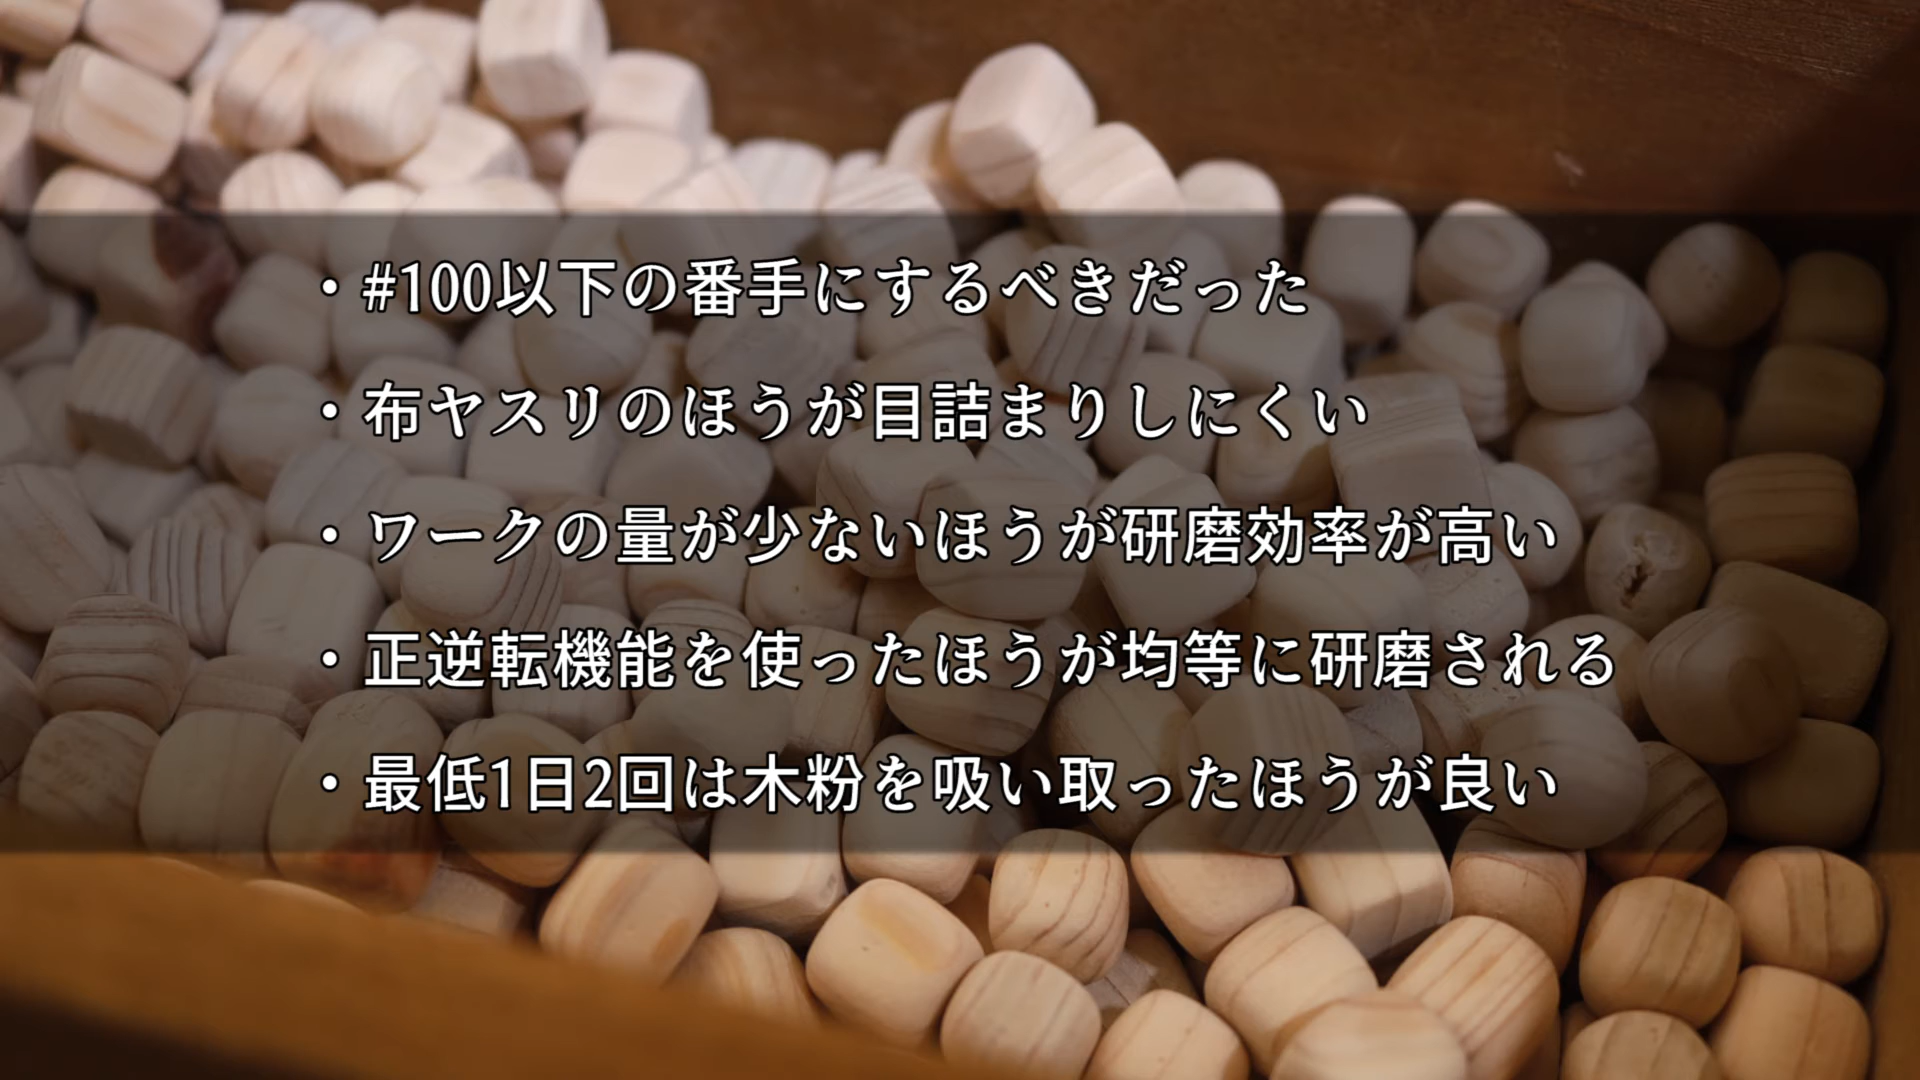 ・#100以下の番手にするべきだった
・布ヤスリのほうが目詰まりしにくい
・ワークの量が少ないほうが研磨効率が高い
・正逆転機能を使ったほうが均等に研磨される
・最低1日2回は木粉を吸い取ったほうが良い